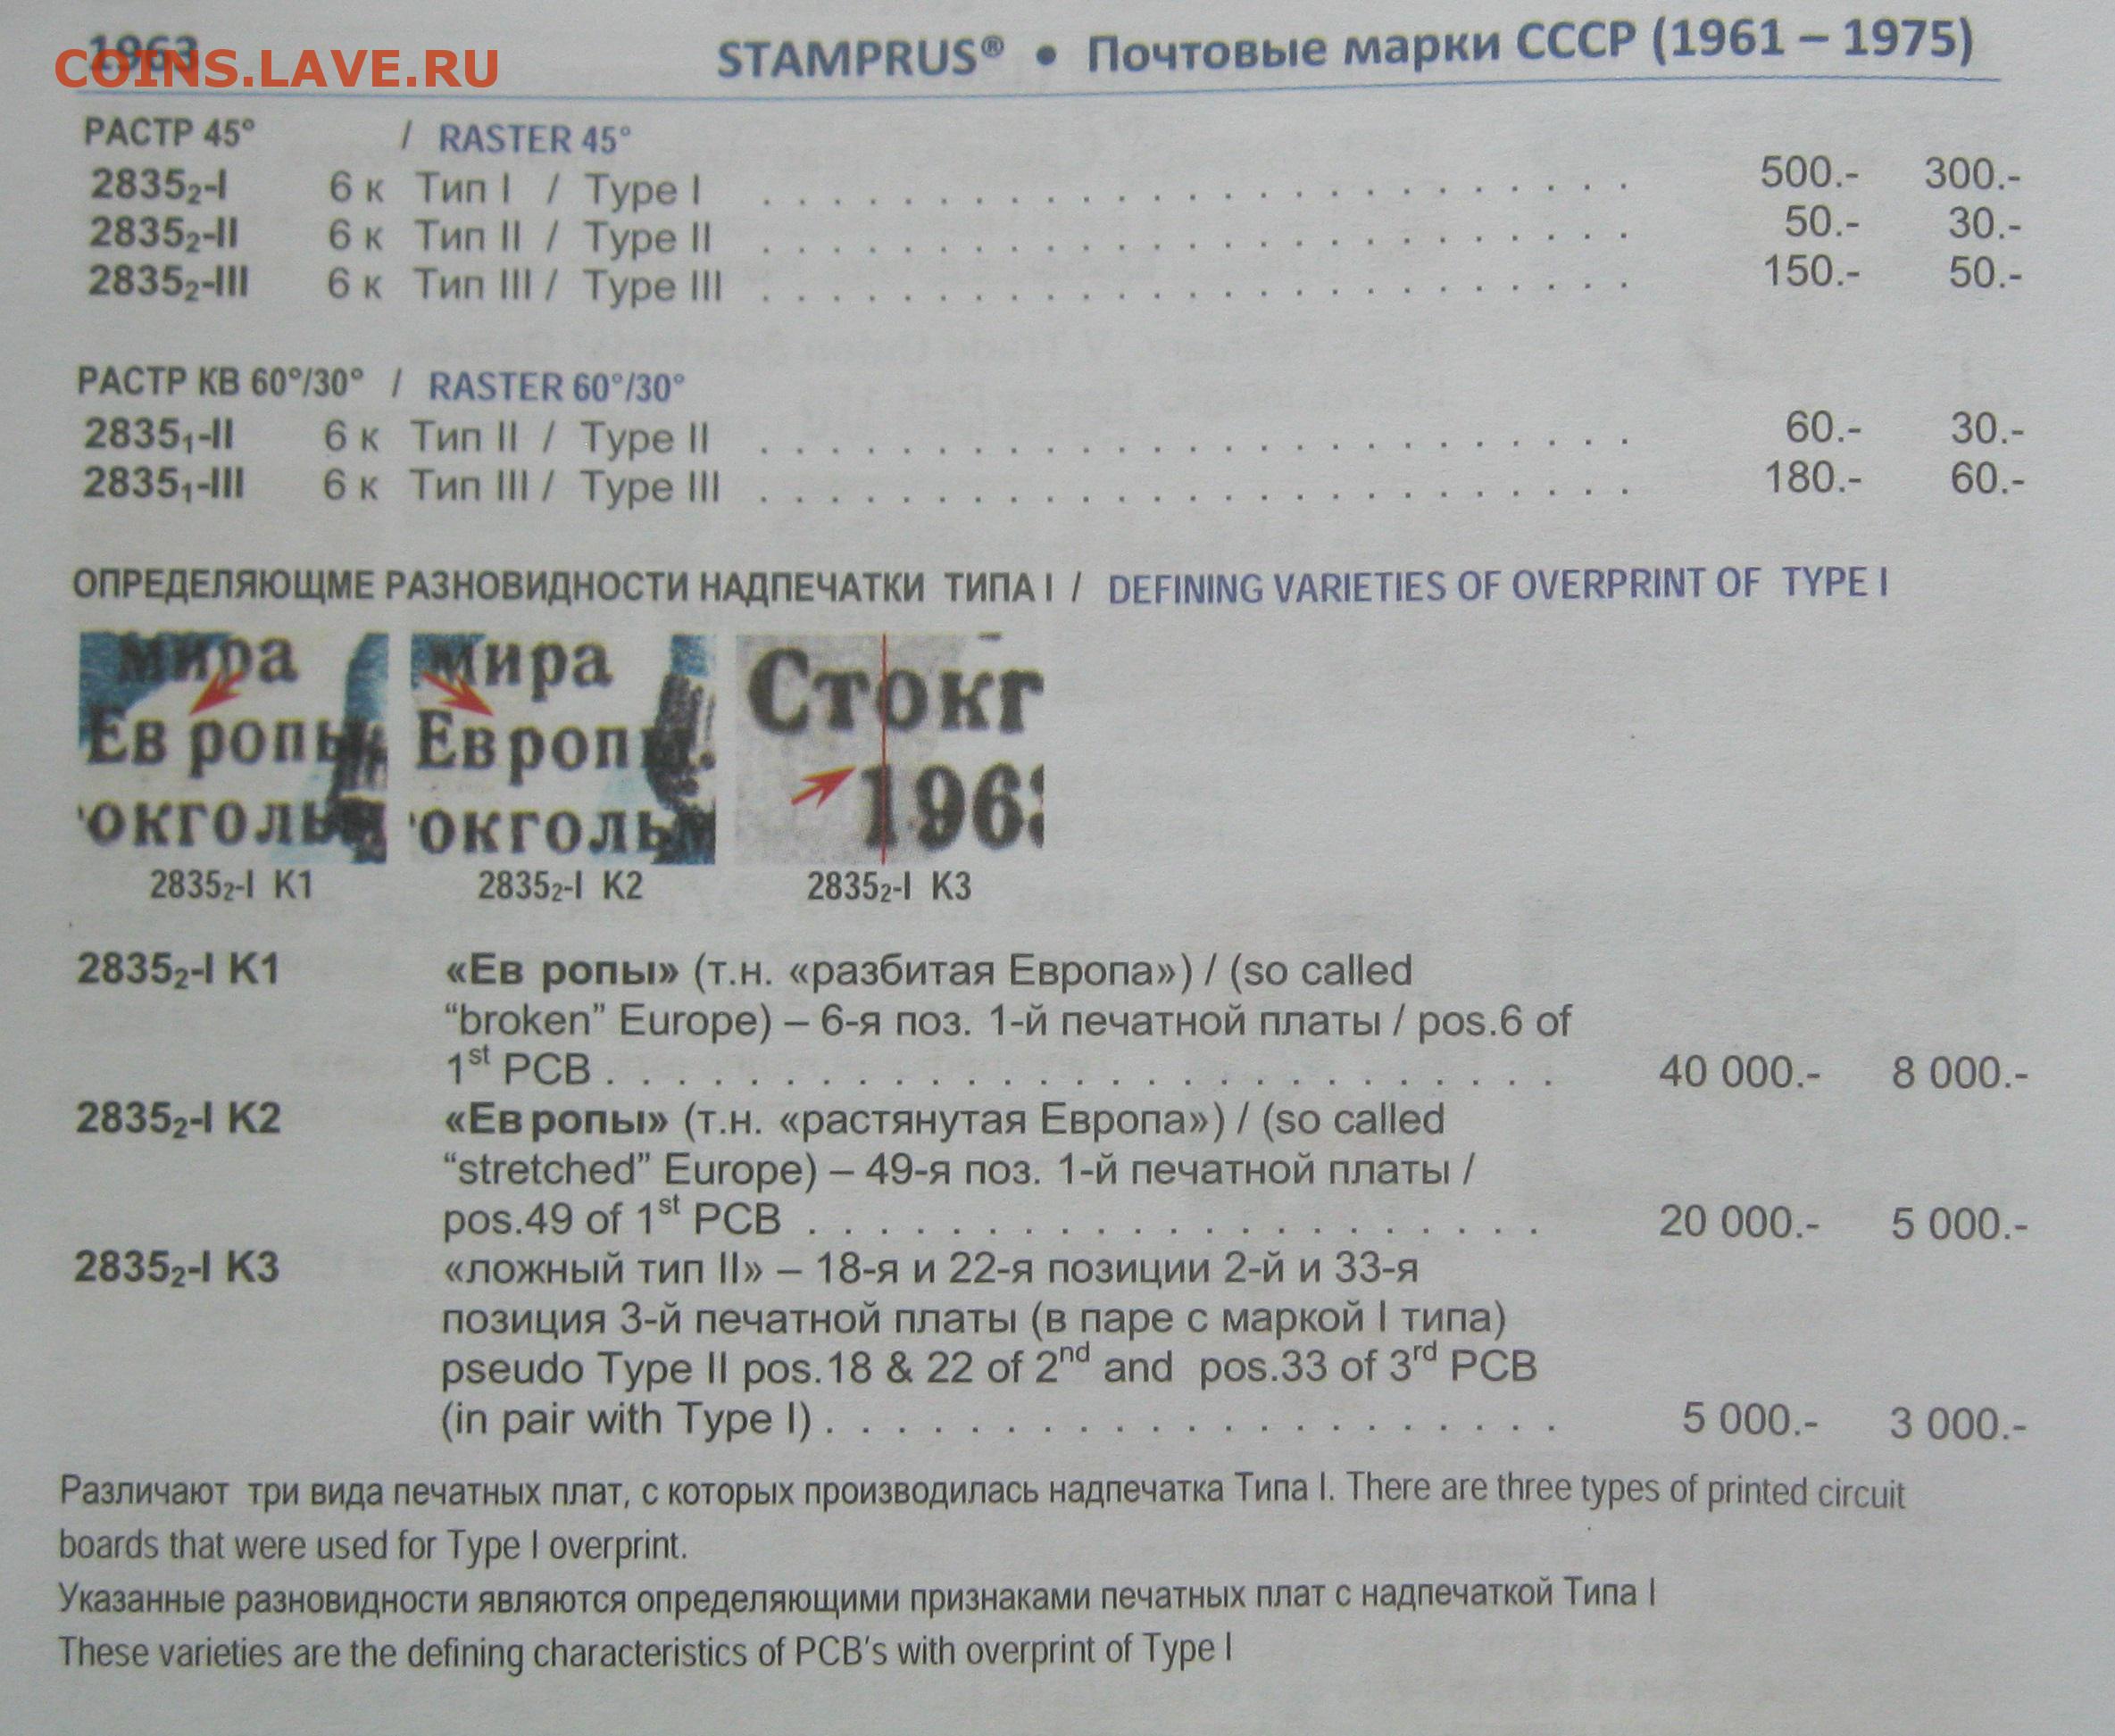 1963 STAMPRUS® • Почтовые марки СССР (1961 – 1975)
COINS.LAVE.RU
РАСТР 45° / RASTER 45°
2835₂-I 6 к Тип I / Type I . . . . . . . . . . . . . . . . . . . . . . . . . 500.- 300.-
2835₂-II 6 к Тип II / Type II . . . . . . . . . . . . . . . . . . . . . . . . . 50.- 30.-
2835₂-III 6 к Тип III / Type III . . . . . . . . . . . . . . . . . . . . . . . . . 150.- 50.-
РАСТР КВ 60°/30° / RASTER 60°/30°
2835₁-II 6 к Тип II / Type II . . . . . . . . . . . . . . . . . . . . . . . . . 60.- 30.-
2835₁-III 6 к Тип III / Type III . . . . . . . . . . . . . . . . . . . . . . . . . 180.- 60.-
ОПРЕДЕЛЯЮЩМЕ РАЗНОВИДНОСТИ НАДПЕЧАТКИ ТИПА I / DEFINING VARIETIES OF OVERPRINT OF TYPE I
мира мира Стокг
Ев ропы Европы. 1963
окголь окголь
2835₂-I K1 2835₂-I K2 2835₂-I K3
2835₂-I K1 «Ев ропы» (т.н. «разбитая Европа») / (so called
“broken” Europe) – 6-я поз. 1-й печатной платы / pos.6 of
1st PCB . . . . . . . . . . . . . . . . . . . . . . . . . . . 40 000.- 8 000.-
2835₂-I K2 «Ев ропы» (т.н. «растянутая Европа») / (so called
“stretched” Europe) – 49-я поз. 1-й печатной платы /
pos.49 of 1st PCB . . . . . . . . . . . . . . . . . . . . . 20 000.- 5 000.-
2835₂-I K3 «ложный тип II» – 18-я и 22-я позиции 2-й и 33-я
позиция 3-й печатной платы (в паре с маркой I типа)
pseudo Type II pos.18 & 22 of 2nd and pos.33 of 3rd PCB
(in pair with Type I) . . . . . . . . . . . . . . . . . . . . . 5 000.- 3 000.-
Различают три вида печатных плат, с которых производилась надпечатка Типа I. There are three types of printed circuit
boards that were used for Type I overprint.
Указанные разновидности являются определяющими признаками печатных плат с надпечаткой Типа I
These varieties are the defining characteristics of PCB’s with overprint of Type I